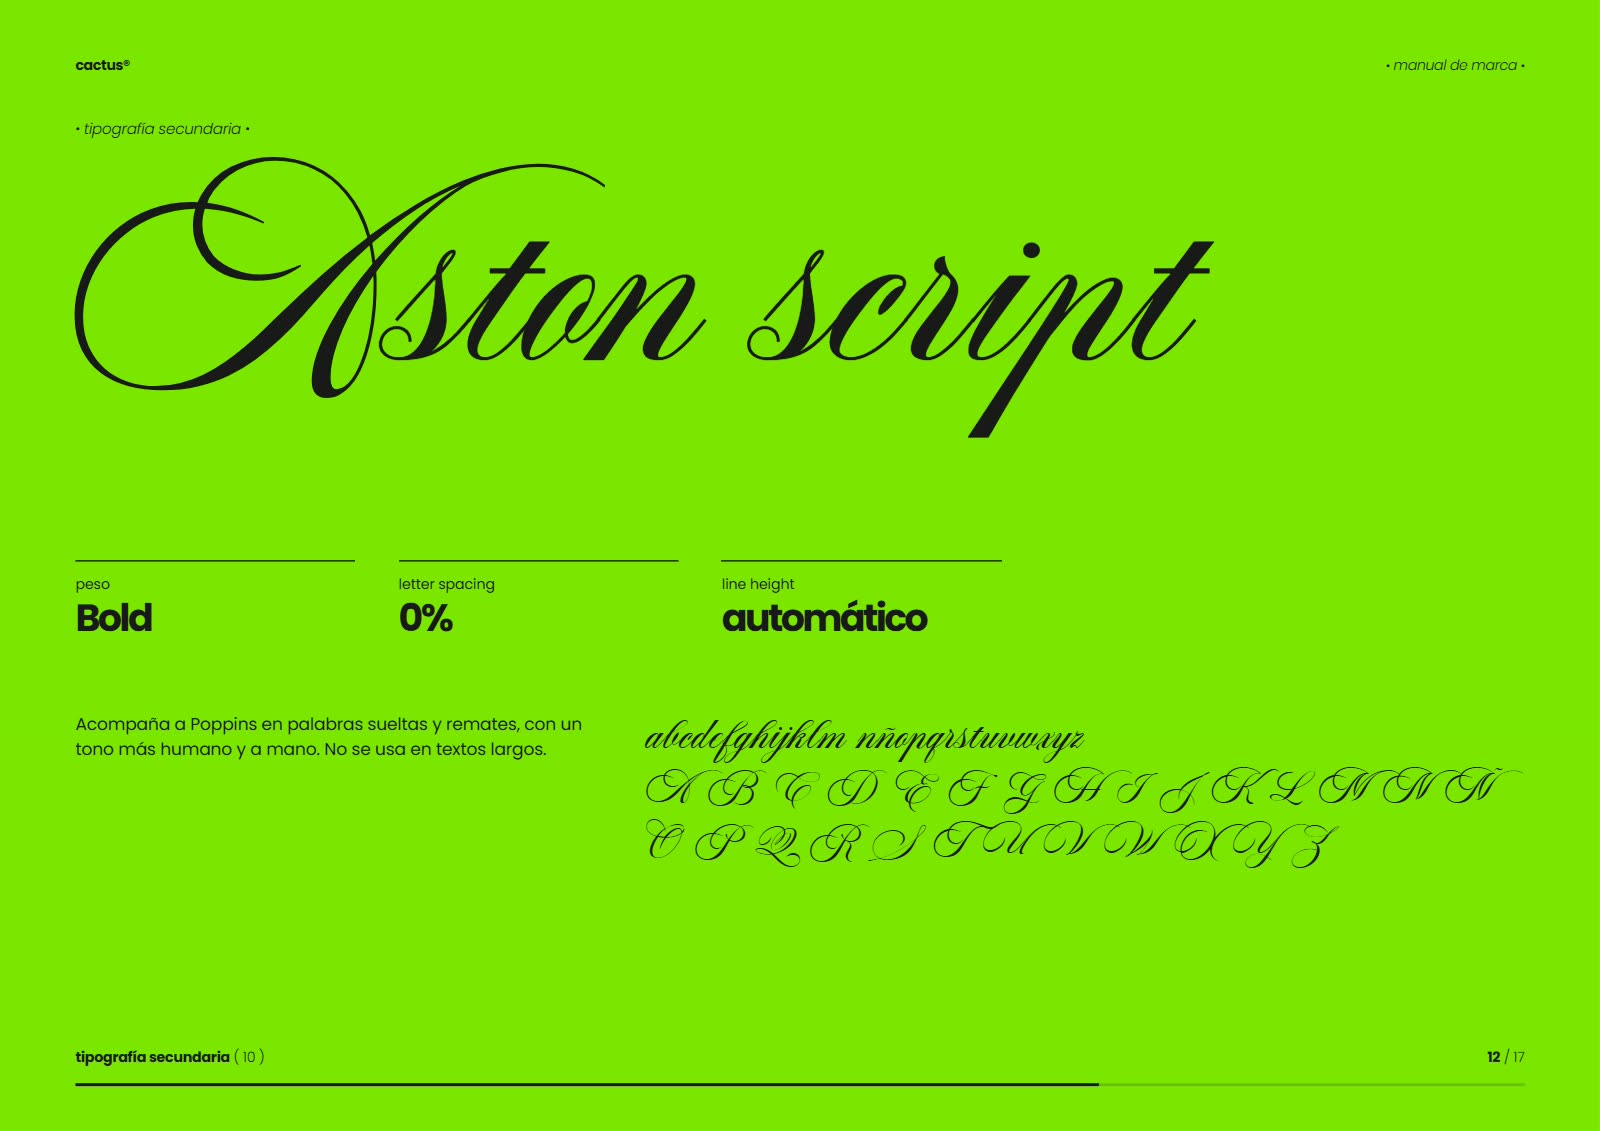 cactus®
• manual de marca •
• tipografía secundaria •
Aston script
peso
Bold
letter spacing
0%
line height
automático
Acompaña a Poppins en palabras sueltas y remates, con un
tono más humano y a mano. No se usa en textos largos.
abcdefghijklm nñopqrstuvwxyz
A B C D E F G H I J K L M N Ñ
O P Q R S T U V W X Y Z
tipografía secundaria ( 10 )
12 / 17